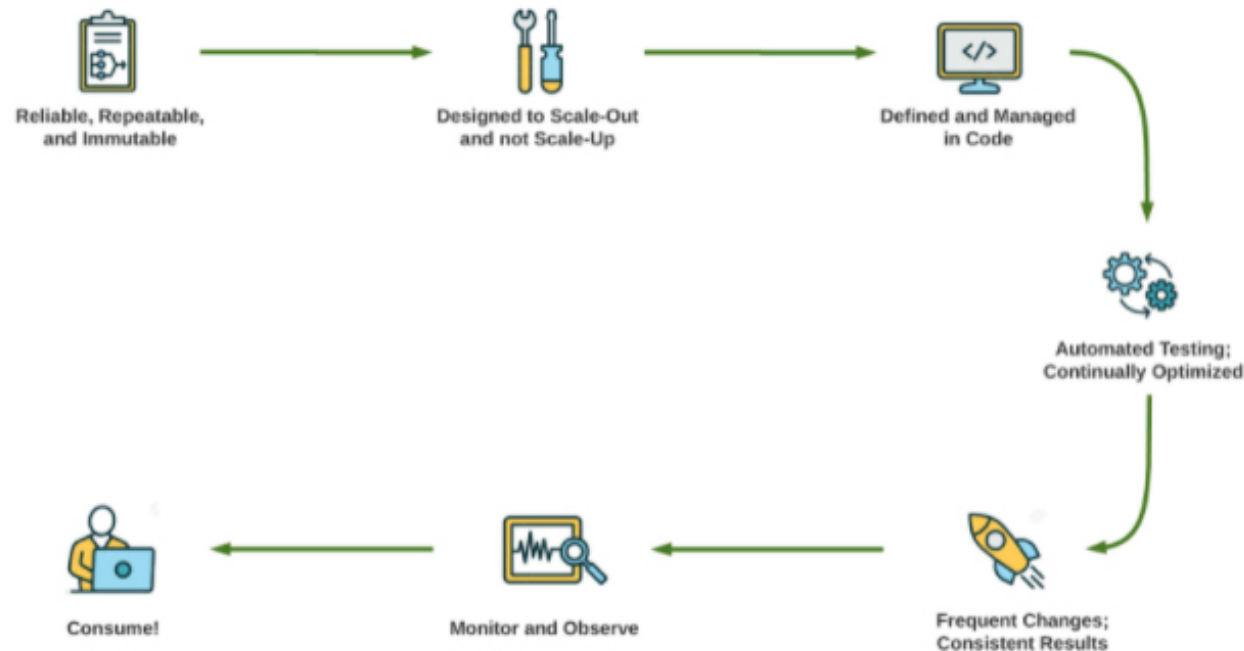 Reliable, Repeatable,
and Immutable
Designed to Scale-Out
and not Scale-Up
</>
Defined and Managed
in Code
Automated Testing;
Continually Optimized
Frequent Changes;
Consistent Results
Monitor and Observe
Consume!